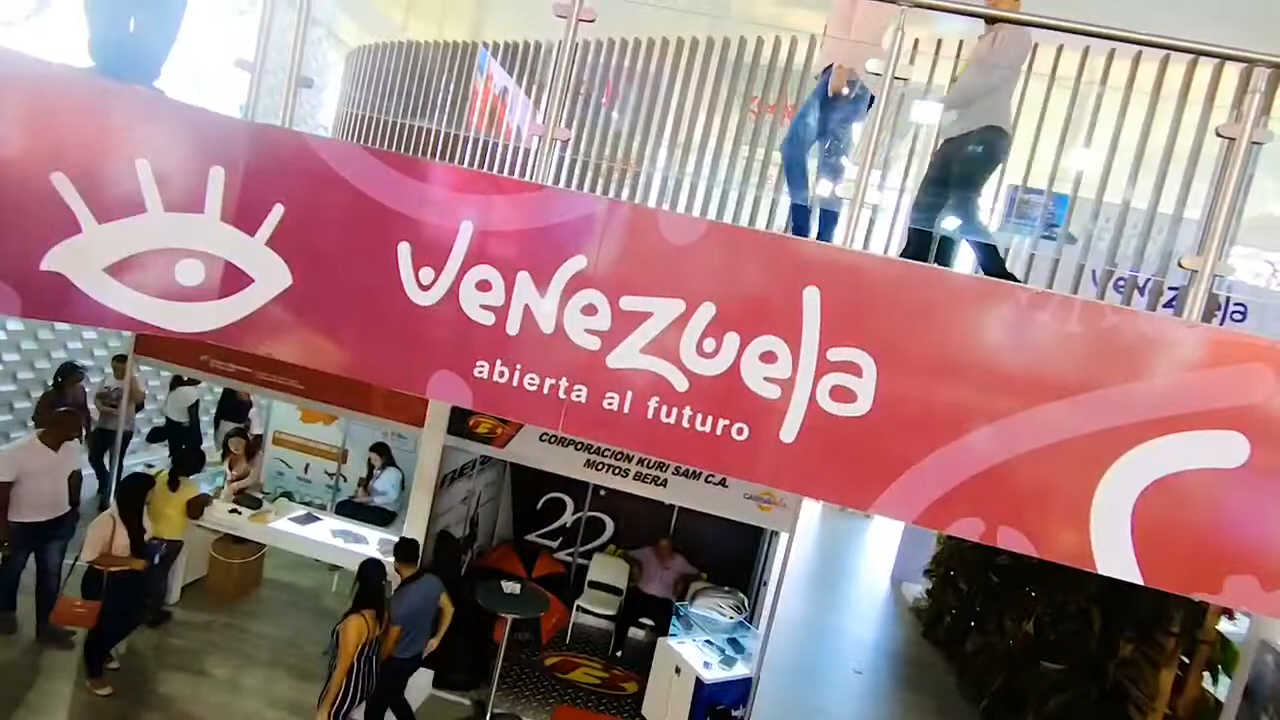 Venezuela
abierta al futuro
Venezuela
CORPORACION KURI SAM C.A.
MOTOS BERA
22